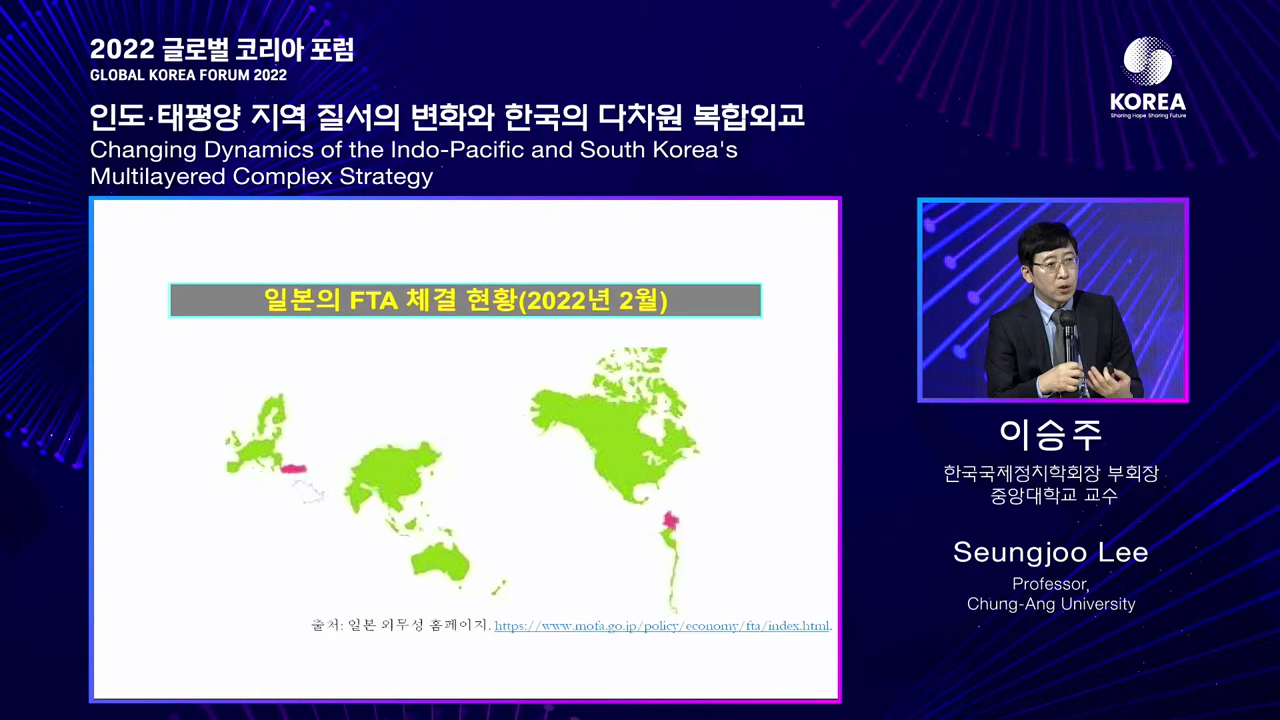 2022 글로벌 코리아 포럼
GLOBAL KOREA FORUM 2022
인도·태평양 지역 질서의 변화와 한국의 다차원 복합외교
Changing Dynamics of the Indo-Pacific and South Korea's
Multilayered Complex Strategy
KOREA
Sharing Hope Sharing Future
일본의 FTA 체결 현황(2022년 2월)
출처: 일본 외무성 홈페이지. https://www.mofa.go.jp/policy/economy/fta/index.html.
이승주
한국국제정치학회장 부회장
중앙대학교 교수
Seungjoo Lee
Professor,
Chung-Ang University